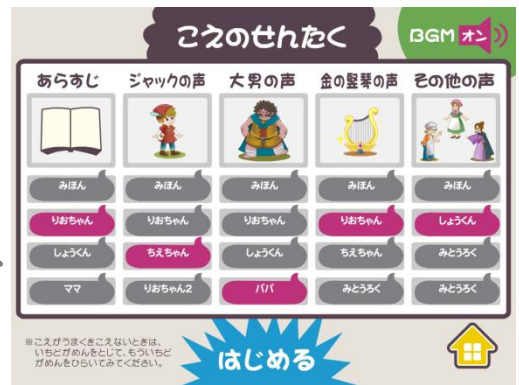 こえのせんたく
BGM オン
あらすじ ジャックの声 大男の声 金の竪琴の声 その他の声
みほん みほん みほん みほん みほん
りおちゃん りおちゃん りおちゃん りおちゃん しょうくん
しょうくん ちえちゃん しょうくん ちえちゃん みとうろく
ママ りおちゃん2 パパ みとうろく みとうろく
※こえがうまくきこえないときは、
いちどがめんをとじて、もういちど
がめんをひらいてみてください。
はじめる